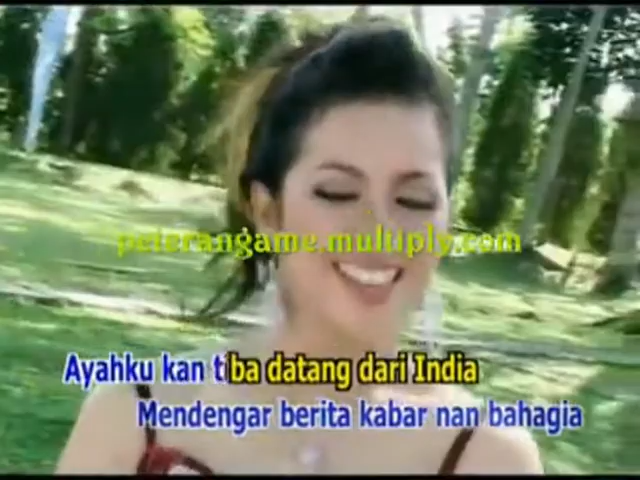 peterangame.multiply.com
Ayahku kan tiba datang dari India
Mendengar berita kabar nan bahagia